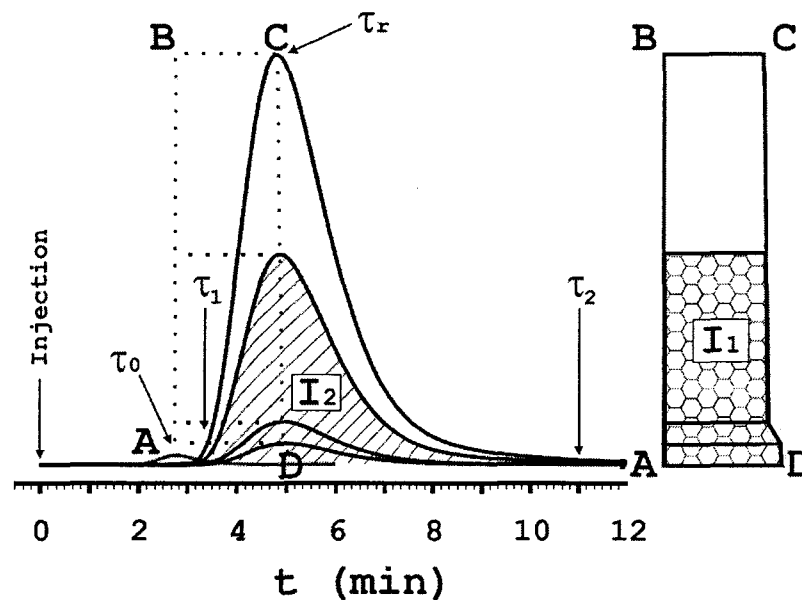 B C τr B C
Injection
τ1 τ2
τ0
I1
I2
A
D A D
0 2 4 6 8 10 12
t (min)